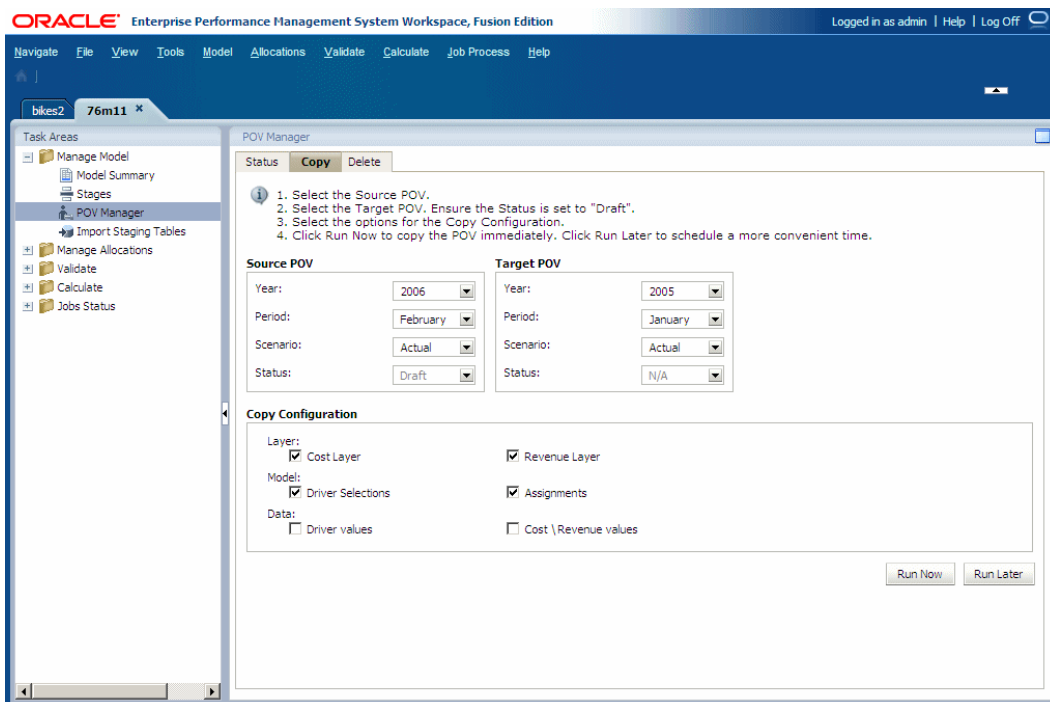 ORACLE' Enterprise Performance Management System Workspace, Fusion Edition
Logged in as admin | Help | Log Off
Navigate File View Tools Model Allocations Validate Calculate Job Process Help
bikes2 76m11 ×
Task Areas
Manage Model
Model Summary
Stages
POV Manager
Import Staging Tables
Manage Allocations
Validate
Calculate
Jobs Status
POV Manager
Status Copy Delete
1. Select the Source POV.
2. Select the Target POV. Ensure the Status is set to "Draft".
3. Select the options for the Copy Configuration.
4. Click Run Now to copy the POV immediately. Click Run Later to schedule a more convenient time.
Source POV
Year: 2006
Period: February
Scenario: Actual
Status: Draft
Target POV
Year: 2005
Period: January
Scenario: Actual
Status: N/A
Copy Configuration
Layer:
Cost Layer Revenue Layer
Model:
Driver Selections Assignments
Data:
Driver values Cost \ Revenue values
Run Now Run Later